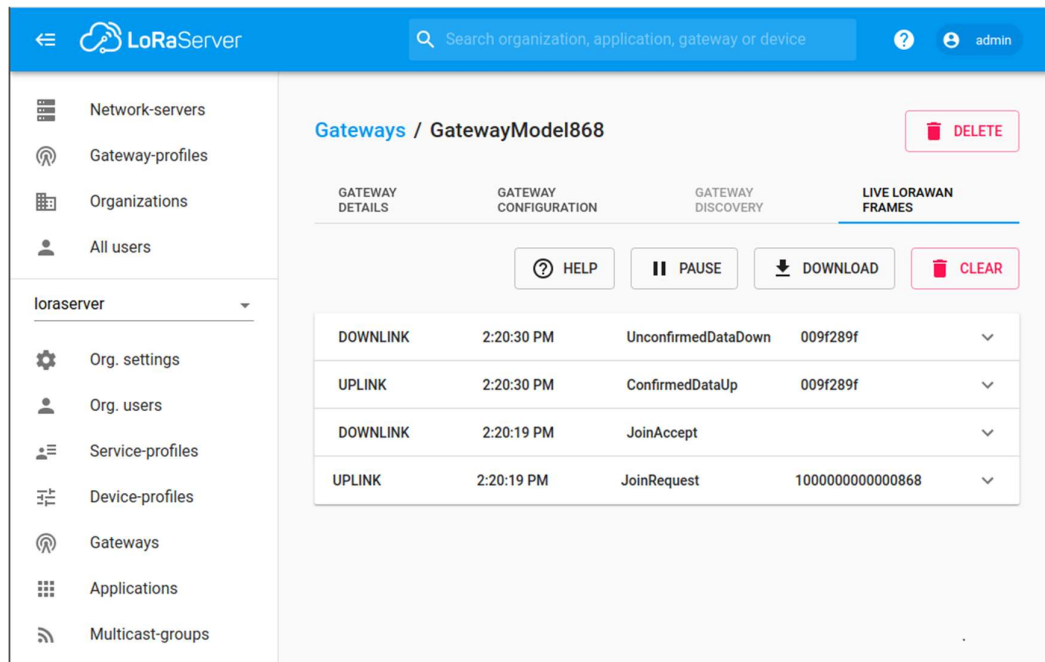 LoRaServer
Search organization, application, gateway or device
admin
Network-servers
Gateway-profiles
Organizations
All users
loraserver
Org. settings
Org. users
Service-profiles
Device-profiles
Gateways
Applications
Multicast-groups
Gateways / GatewayModel868
DELETE
GATEWAY
DETAILS
GATEWAY
CONFIGURATION
GATEWAY
DISCOVERY
LIVE LORAWAN
FRAMES
HELP
PAUSE
DOWNLOAD
CLEAR
DOWNLINK 2:20:30 PM UnconfirmedDataDown 009f289f
UPLINK 2:20:30 PM ConfirmedDataUp 009f289f
DOWNLINK 2:20:19 PM JoinAccept
UPLINK 2:20:19 PM JoinRequest 1000000000000868